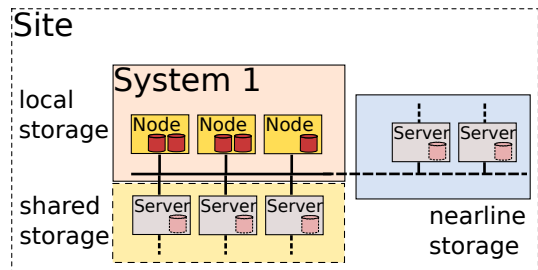 Site
System 1
local
storage
Node Node Node
Server Server
shared
storage
Server Server Server
nearline
storage